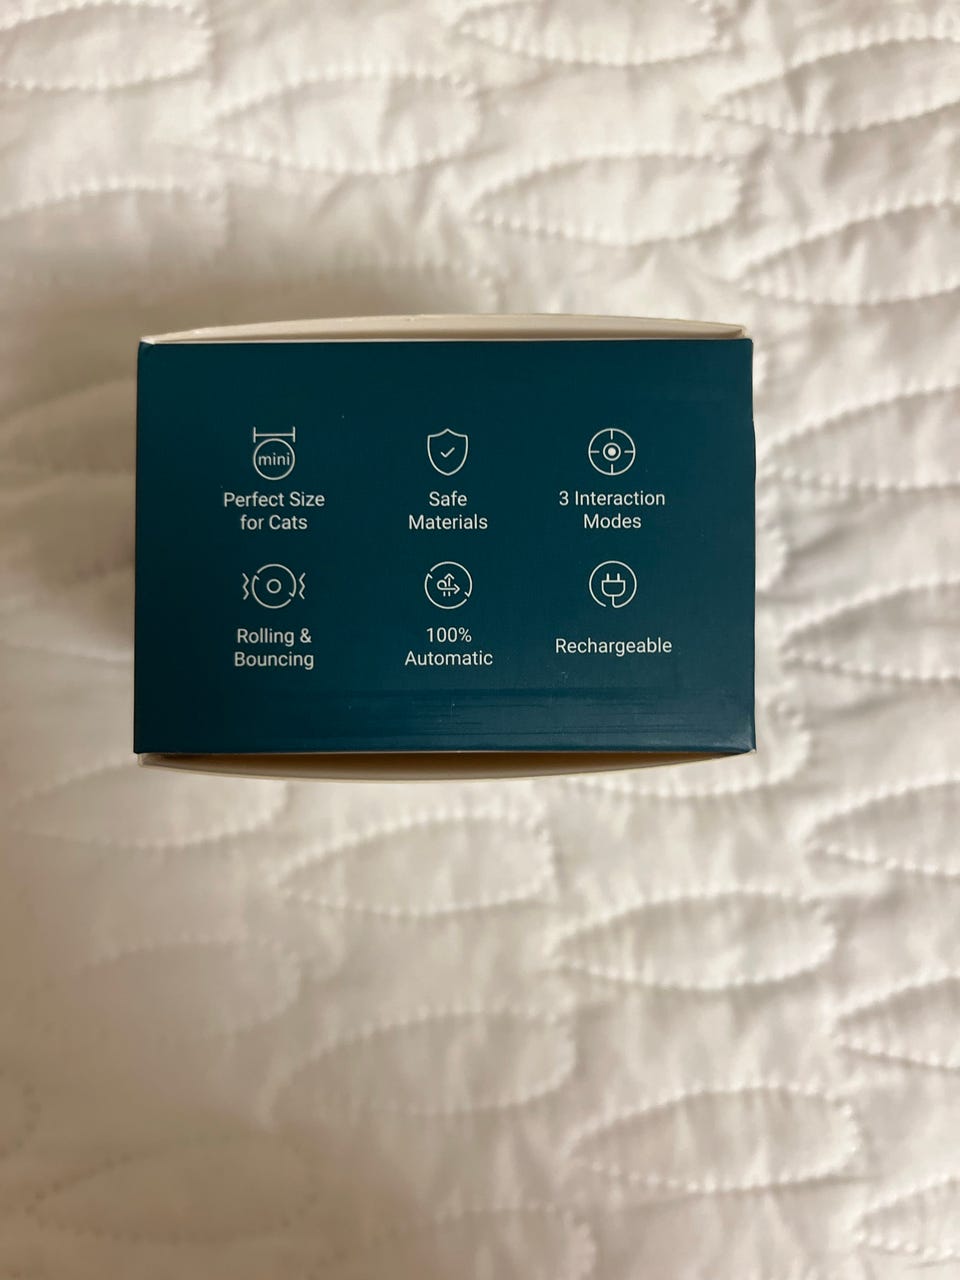 mini
Perfect Size
for Cats
Safe
Materials
3 Interaction
Modes
Rolling &
Bouncing
100%
Automatic
Rechargeable